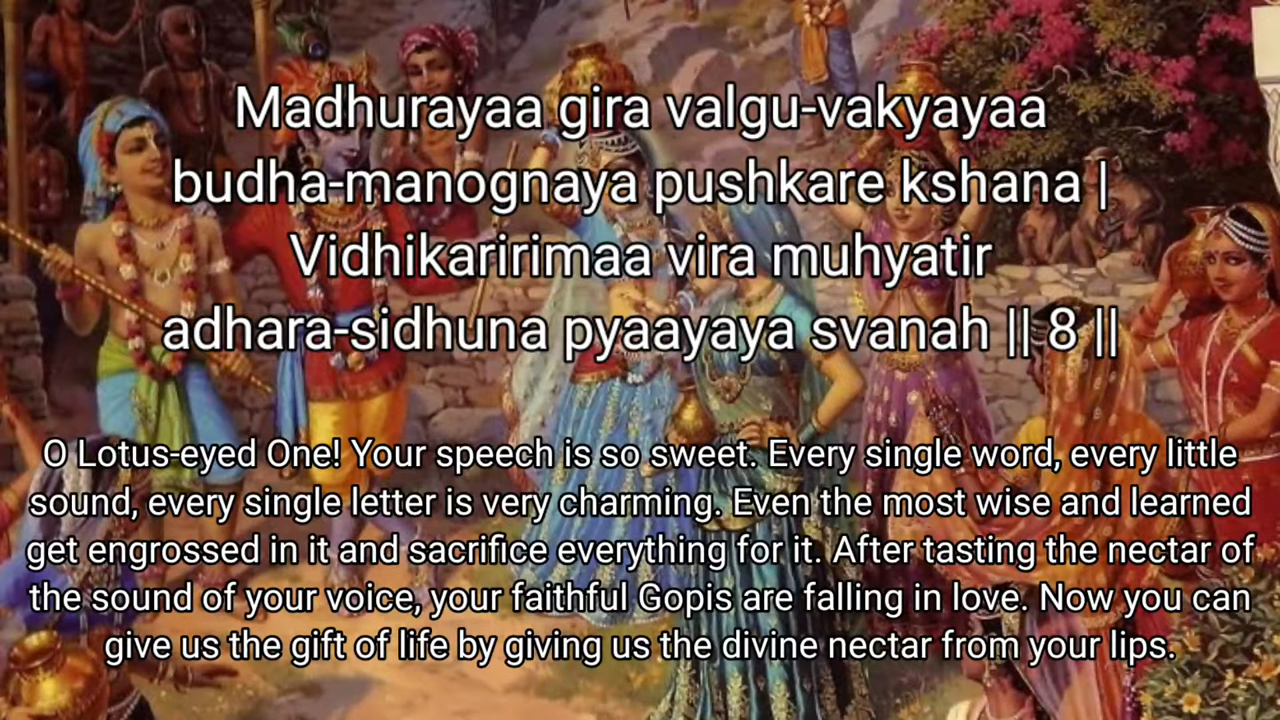 Madhurayaa gira valgu-vakyayaa
budha-manognaya pushkare kshana |
Vidhikaririmaa vira muhyatir
adhara-sidhuna pyaayaya svanah || 8 ||
O Lotus-eyed One! Your speech is so sweet. Every single word, every little
sound, every single letter is very charming. Even the most wise and learned
get engrossed in it and sacrifice everything for it. After tasting the nectar of
the sound of your voice, your faithful Gopis are falling in love. Now you can
give us the gift of life by giving us the divine nectar from your lips.